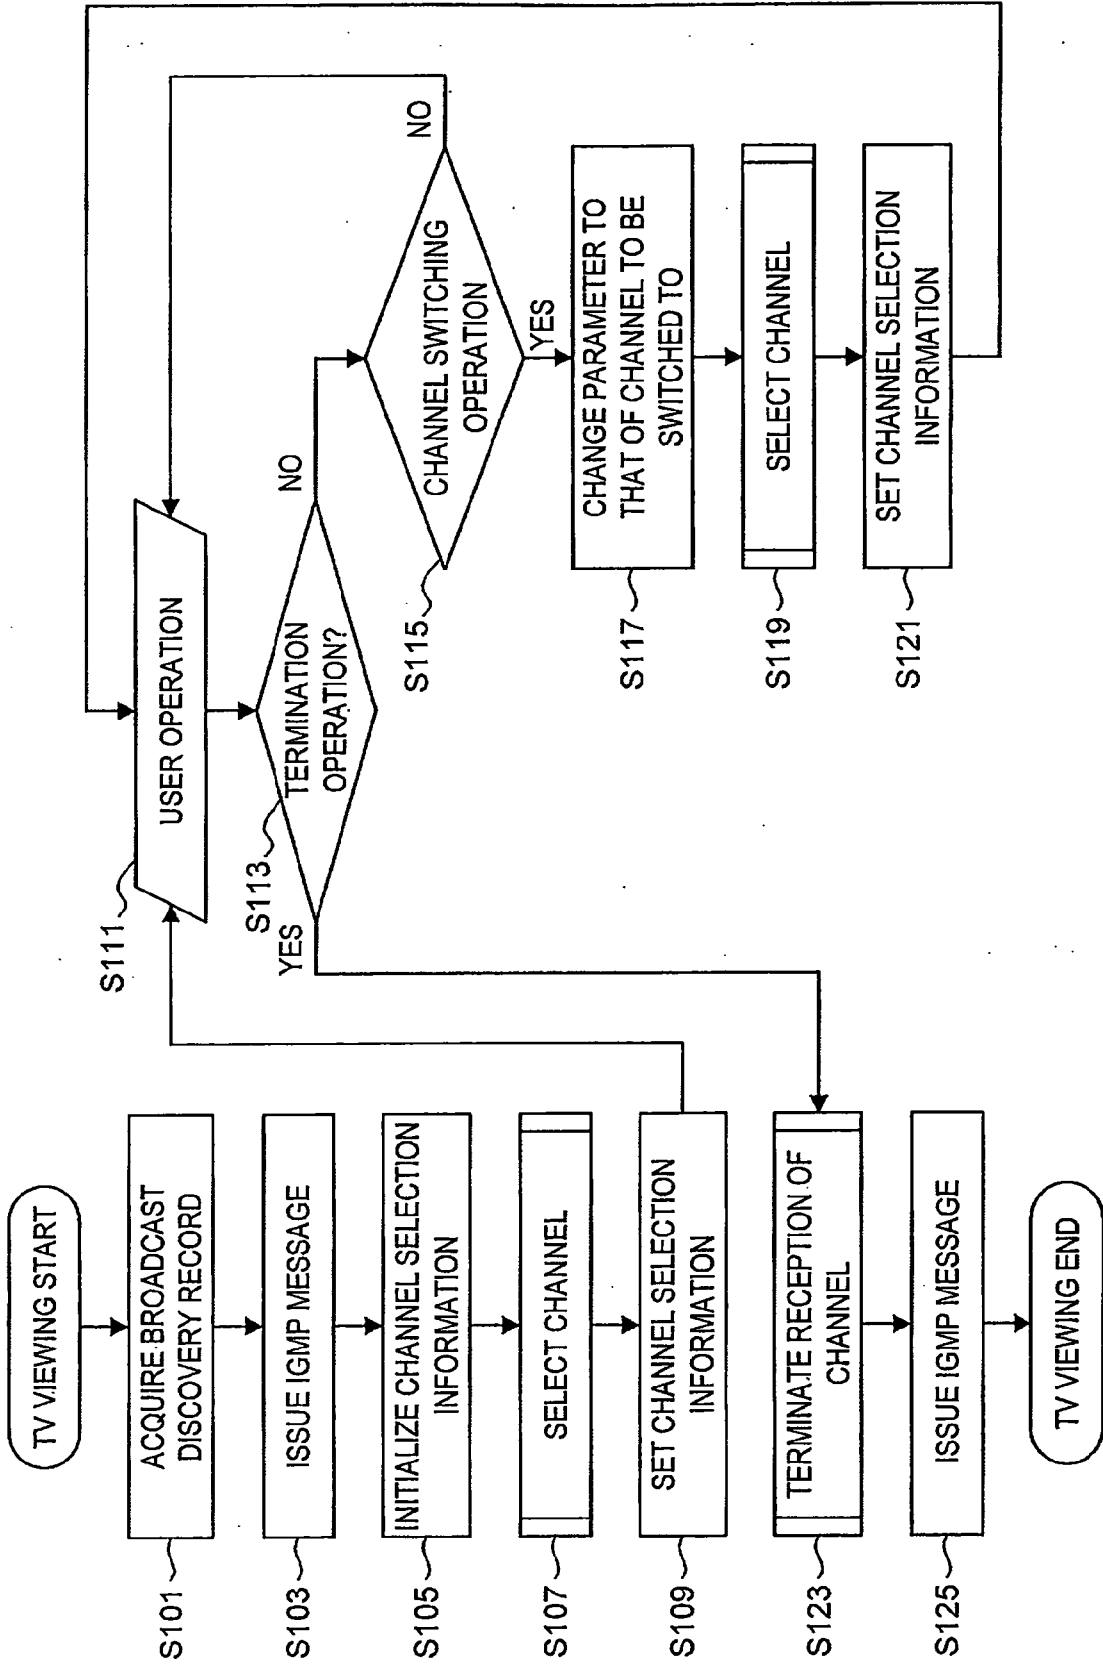 TV VIEWING START
S101
ACQUIRE BROADCAST
DISCOVERY RECORD
S103
ISSUE IGMP MESSAGE
S105
INITIALIZE CHANNEL SELECTION
INFORMATION
S107
SELECT CHANNEL
S109
SET CHANNEL SELECTION
INFORMATION
S123
TERMINATE RECEPTION OF
CHANNEL
S125
ISSUE IGMP MESSAGE
TV VIEWING END
S111
USER OPERATION
S113
TERMINATION
OPERATION?
YES
NO
S115
CHANNEL SWITCHING
OPERATION
NO
YES
S117
CHANGE PARAMETER TO
THAT OF CHANNEL TO BE
SWITCHED TO
S119
SELECT CHANNEL
S121
SET CHANNEL SELECTION
INFORMATION